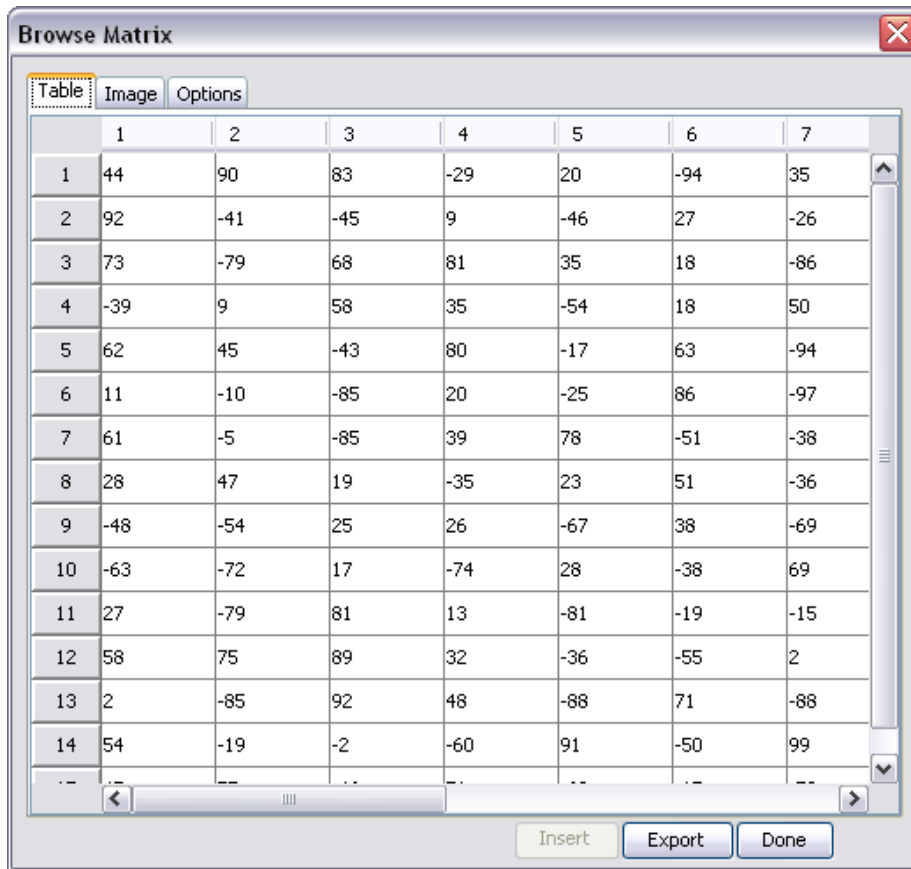 Browse Matrix
Table Image Options
1 2 3 4 5 6 7
1 44 90 83 -29 20 -94 35
2 92 -41 -45 9 -46 27 -26
3 73 -79 68 81 35 18 -86
4 -39 9 58 35 -54 18 50
5 62 45 -43 80 -17 63 -94
6 11 -10 -85 20 -25 86 -97
7 61 -5 -85 39 78 -51 -38
8 28 47 19 -35 23 51 -36
9 -48 -54 25 26 -67 38 -69
10 -63 -72 17 -74 28 -38 69
11 27 -79 81 13 -81 -19 -15
12 58 75 89 32 -36 -55 2
13 2 -85 92 48 -88 71 -88
14 54 -19 -2 -60 91 -50 99
Insert Export Done